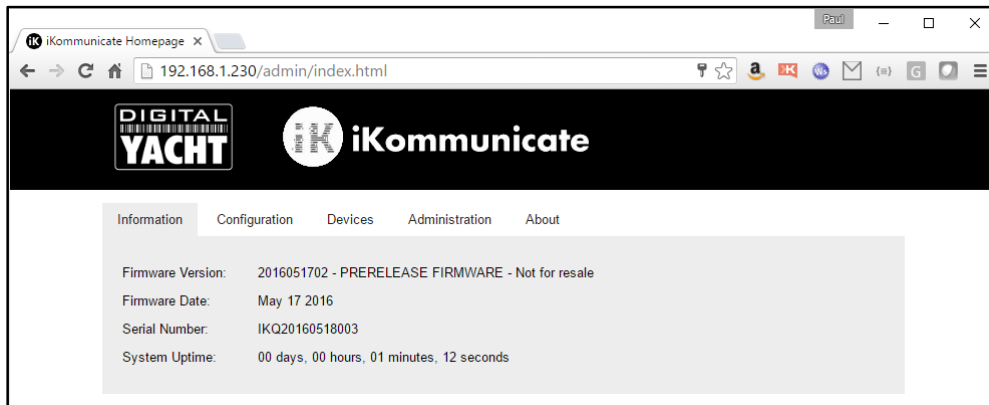 Paul
iK iKommunicate Homepage
192.168.1.230/admin/index.html
DIGITAL
YACHT
iK iKommunicate
Information Configuration Devices Administration About
Firmware Version: 2016051702 - PRERELEASE FIRMWARE - Not for resale
Firmware Date: May 17 2016
Serial Number: IKQ20160518003
System Uptime: 00 days, 00 hours, 01 minutes, 12 seconds